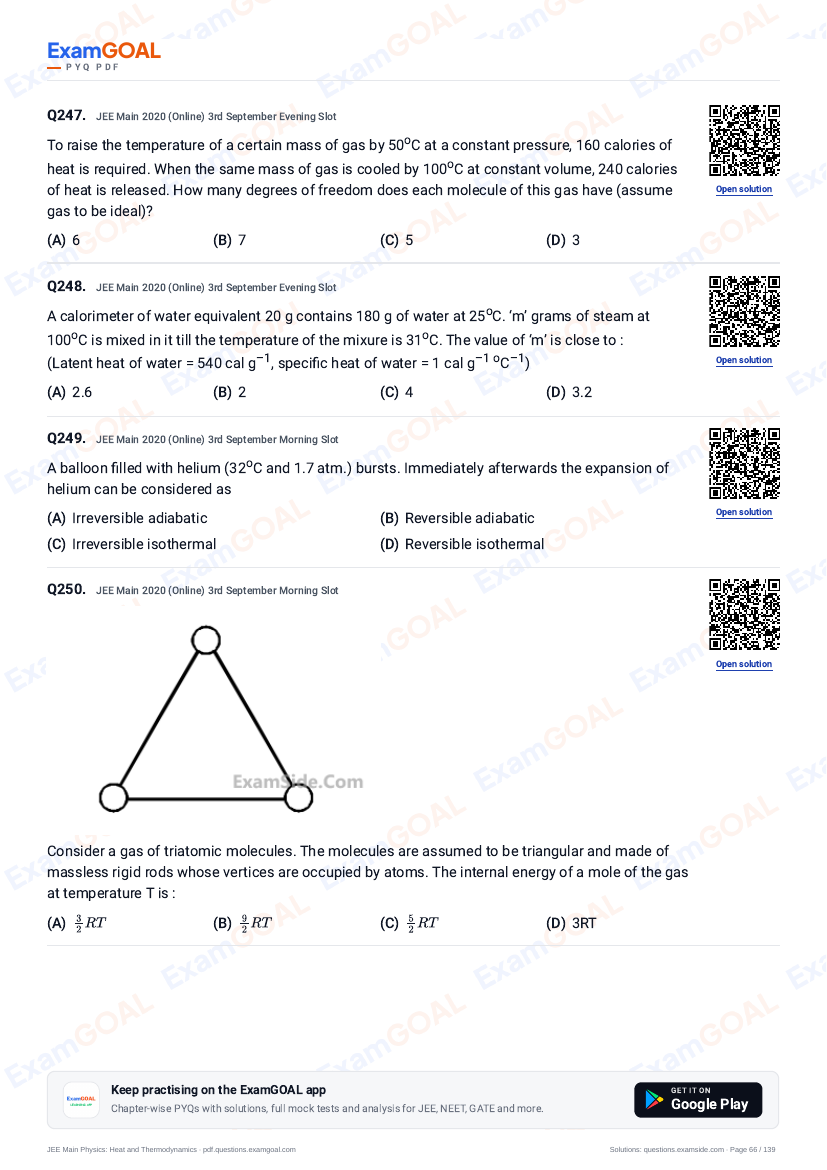 ExamGOAL
PYQ PDF
Q247. JEE Main 2020 (Online) 3rd September Evening Slot
To raise the temperature of a certain mass of gas by 50°C at a constant pressure, 160 calories of
heat is required. When the same mass of gas is cooled by 100°C at constant volume, 240 calories
of heat is released. How many degrees of freedom does each molecule of this gas have (assume
gas to be ideal)?
(A) 6 (B) 7 (C) 5 (D) 3
Open solution
Q248. JEE Main 2020 (Online) 3rd September Evening Slot
A calorimeter of water equivalent 20 g contains 180 g of water at 25°C. ‘m’ grams of steam at
100°C is mixed in it till the temperature of the mixure is 31°C. The value of ‘m’ is close to :
(Latent heat of water = 540 cal g⁻¹, specific heat of water = 1 cal g⁻¹ °C⁻¹)
(A) 2.6 (B) 2 (C) 4 (D) 3.2
Open solution
Q249. JEE Main 2020 (Online) 3rd September Morning Slot
A balloon filled with helium (32°C and 1.7 atm.) bursts. Immediately afterwards the expansion of
helium can be considered as
(A) Irreversible adiabatic (B) Reversible adiabatic
(C) Irreversible isothermal (D) Reversible isothermal
Open solution
Q250. JEE Main 2020 (Online) 3rd September Morning Slot
Open solution
ExamSide.Com
Consider a gas of triatomic molecules. The molecules are assumed to be triangular and made of
massless rigid rods whose vertices are occupied by atoms. The internal energy of a mole of the gas
at temperature T is :
(A) 3/2 RT (B) 9/2 RT (C) 5/2 RT (D) 3RT
Keep practising on the ExamGOAL app
Chapter-wise PYQs with solutions, full mock tests and analysis for JEE, NEET, GATE and more.
GET IT ON
Google Play
JEE Main Physics: Heat and Thermodynamics · pdf.questions.examgoal.com Solutions: questions.examside.com · Page 66 / 139